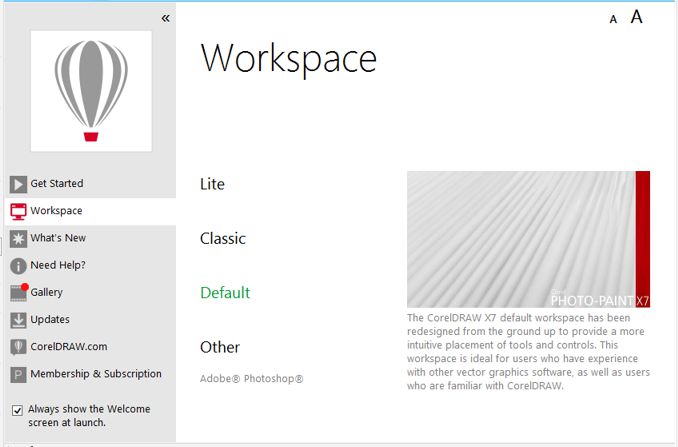 «
A A
Workspace
Get Started
Workspace
What's New
Need Help?
Gallery
Updates
CorelDRAW.com
P Membership & Subscription
Always show the Welcome
screen at launch.
Lite
Classic
Default
Other
Adobe® Photoshop®
Corel
PHOTO-PAINT X7
The CorelDRAW X7 default workspace has been
redesigned from the ground up to provide a more
intuitive placement of tools and controls. This
workspace is ideal for users who have experience
with other vector graphics software, as well as users
who are familiar with CorelDRAW.